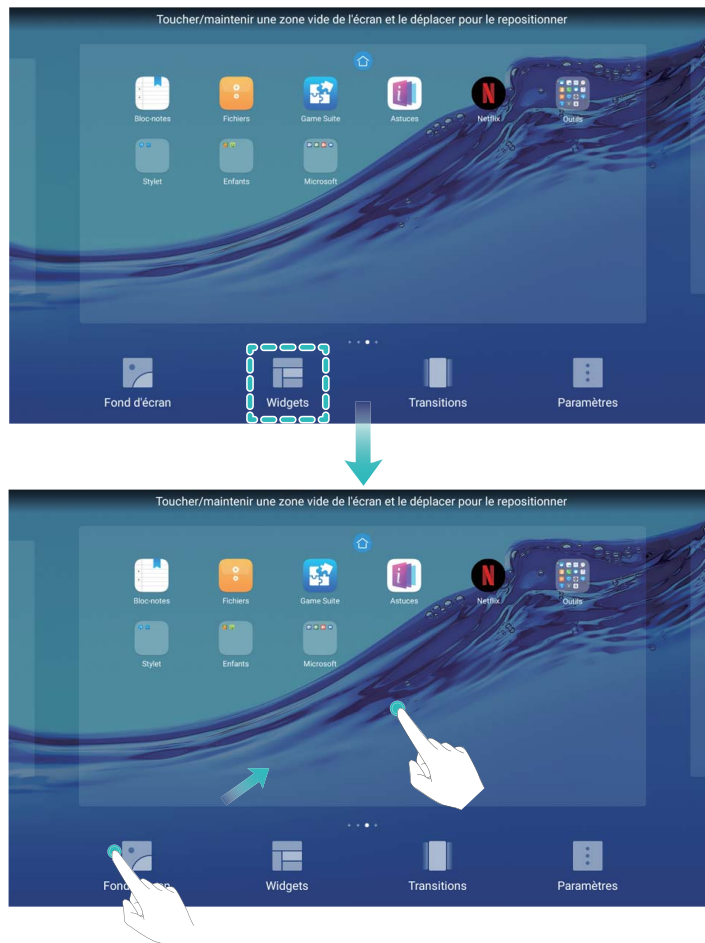 Toucher/maintenir une zone vide de l'écran et le déplacer pour le repositionner
Bloc-notes Fichiers Game Suite Astuces Netflix Outils
Stylet Enfants Microsoft
Fond d'écran Widgets Transitions Paramètres
Toucher/maintenir une zone vide de l'écran et le déplacer pour le repositionner
Bloc-notes Fichiers Game Suite Astuces Netflix Outils
Stylet Enfants Microsoft
Widgets Transitions Paramètres